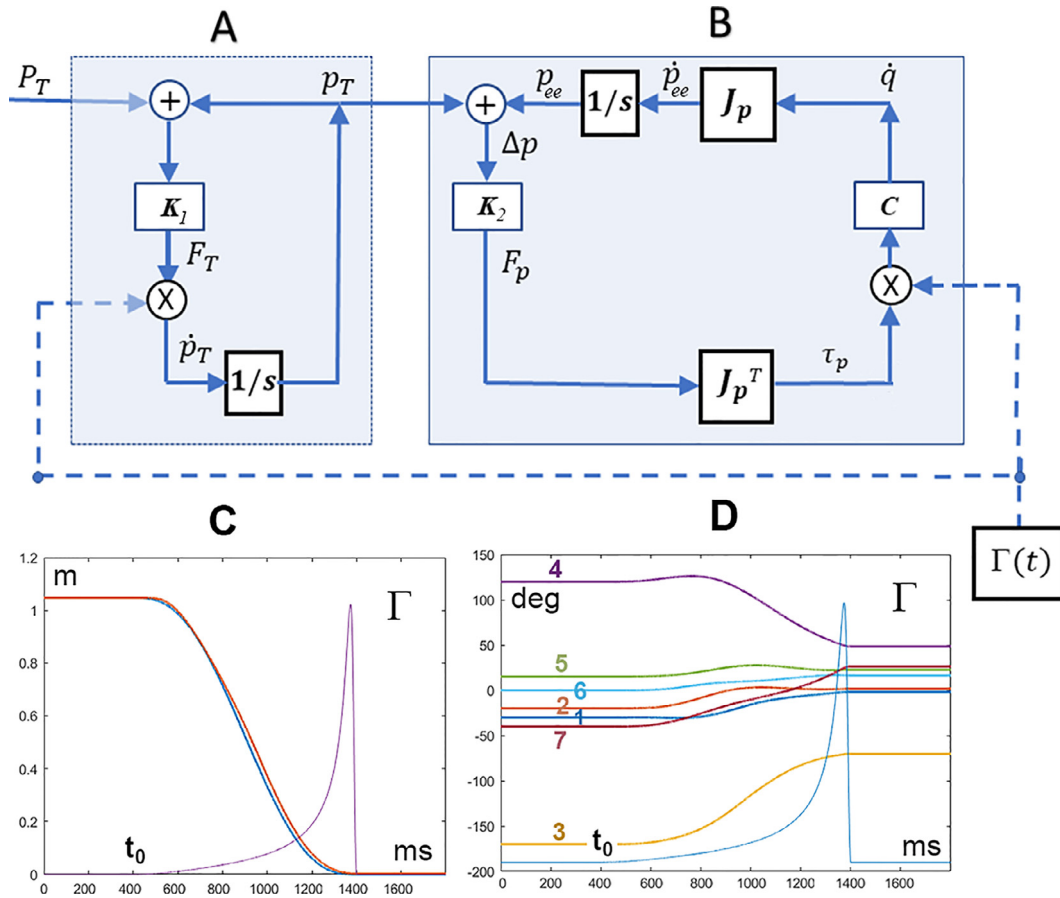 A
B
P_T
p_T
p_ee
ṗ_ee
q̇
+
+
1/s
J_p
Δp
K_1
K_2
C
F_T
F_p
X
X
ṗ_T
τ_p
1/s
J_p^T
C
D
Γ(t)
1.2
m
Γ
1
0.8
0.6
0.4
0.2
t_0
ms
0
0 200 400 600 800 1000 1200 1400 1600
150
4
deg
Γ
100
50
5
6
0
2
1
7
-50
-100
-150
3 t_0
ms
-200
0 200 400 600 800 1000 1200 1400 1600